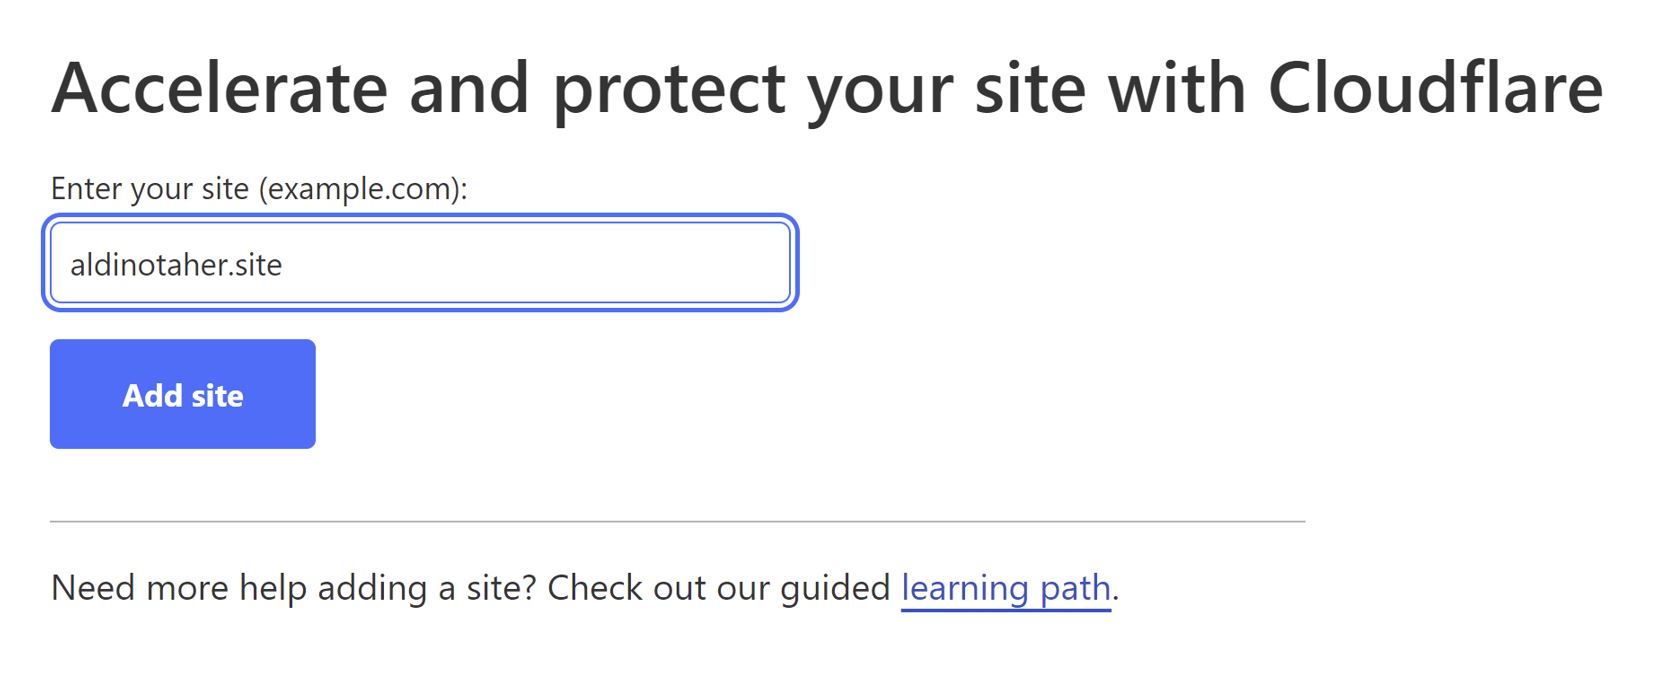 Accelerate and protect your site with Cloudflare
Enter your site (example.com):
aldinotaher.site
Add site
Need more help adding a site? Check out our guided learning path.